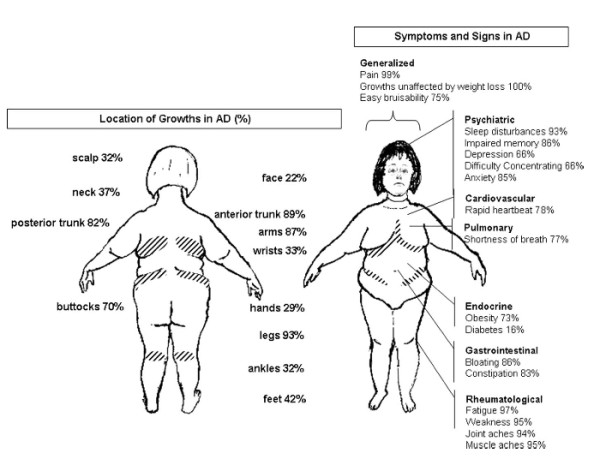 Symptoms and Signs in AD
Generalized
Pain 99%
Growths unaffected by weight loss 100%
Easy bruisability 75%
Location of Growths in AD (%)
scalp 32%
neck 37%
posterior trunk 82%
buttocks 70%
face 22%
anterior trunk 89%
arms 87%
wrists 33%
hands 29%
legs 93%
ankles 32%
feet 42%
Psychiatric
Sleep disturbances 93%
Impaired memory 86%
Depression 66%
Difficulty Concentrating 66%
Anxiety 85%
Cardiovascular
Rapid heartbeat 78%
Pulmonary
Shortness of breath 77%
Endocrine
Obesity 73%
Diabetes 16%
Gastrointestinal
Bloating 86%
Constipation 83%
Rheumatological
Fatigue 97%
Weakness 95%
Joint aches 94%
Muscle aches 95%